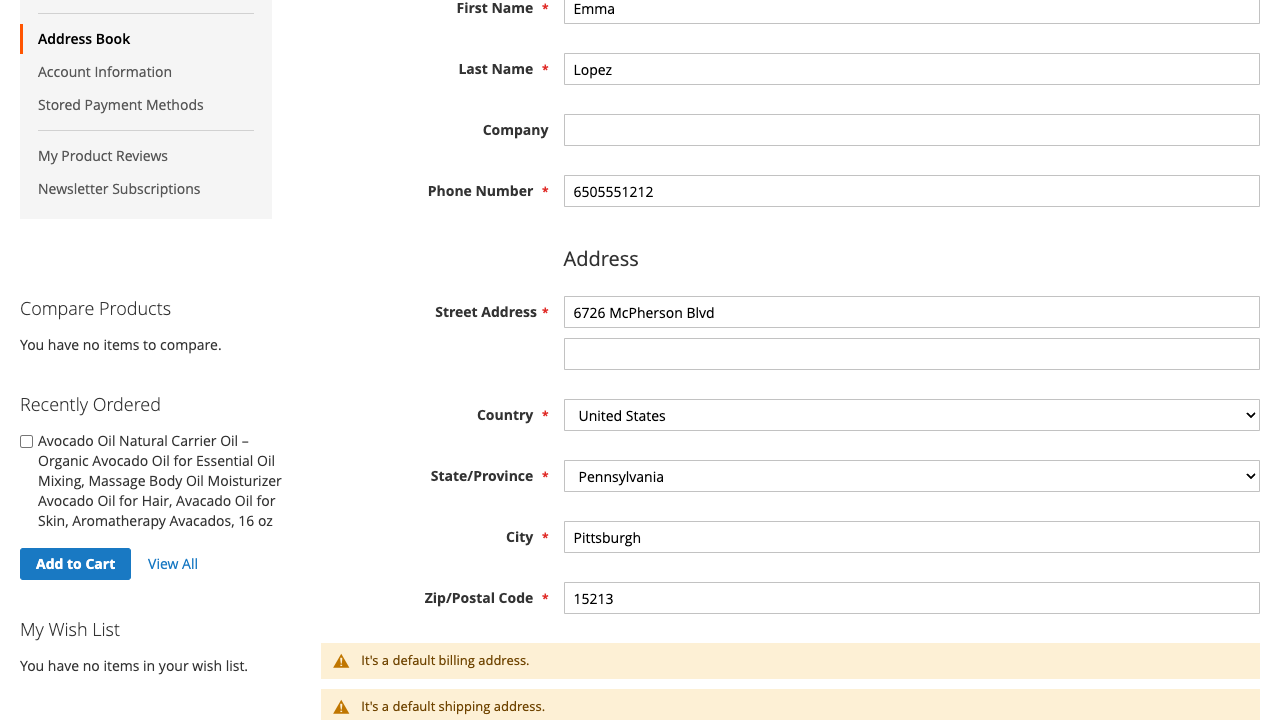 Address Book
Account Information
Stored Payment Methods
My Product Reviews
Newsletter Subscriptions
Compare Products
You have no items to compare.
Recently Ordered
Avocado Oil Natural Carrier Oil –
Organic Avocado Oil for Essential Oil
Mixing, Massage Body Oil Moisturizer
Avocado Oil for Hair, Avacado Oil for
Skin, Aromatherapy Avacados, 16 oz
Add to Cart View All
My Wish List
You have no items in your wish list.
First Name * Emma
Last Name * Lopez
Company
Phone Number * 6505551212
Address
Street Address * 6726 McPherson Blvd
Country * United States
State/Province * Pennsylvania
City * Pittsburgh
Zip/Postal Code * 15213
It's a default billing address.
It's a default shipping address.